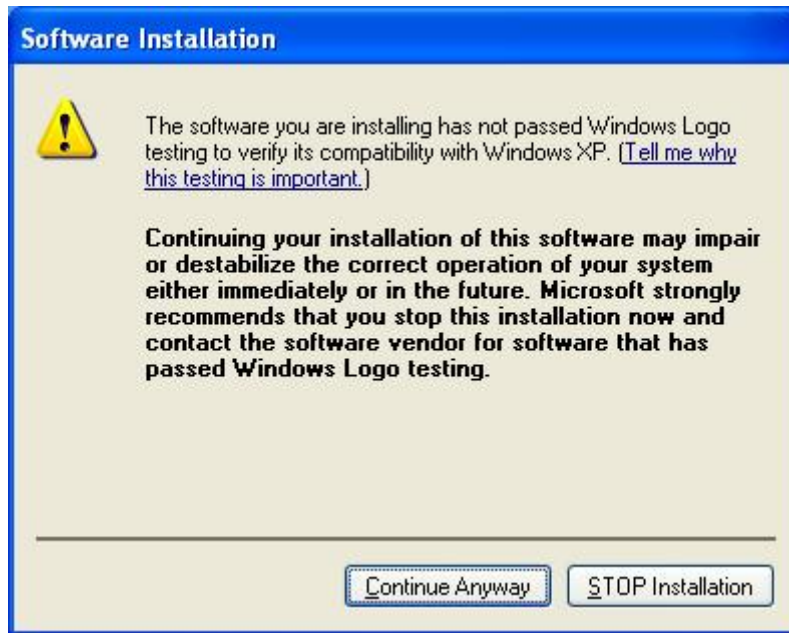 Software Installation
The software you are installing has not passed Windows Logo
testing to verify its compatibility with Windows XP. (Tell me why
this testing is important.)
Continuing your installation of this software may impair
or destabilize the correct operation of your system
either immediately or in the future. Microsoft strongly
recommends that you stop this installation now and
contact the software vendor for software that has
passed Windows Logo testing.
Continue Anyway
STOP Installation